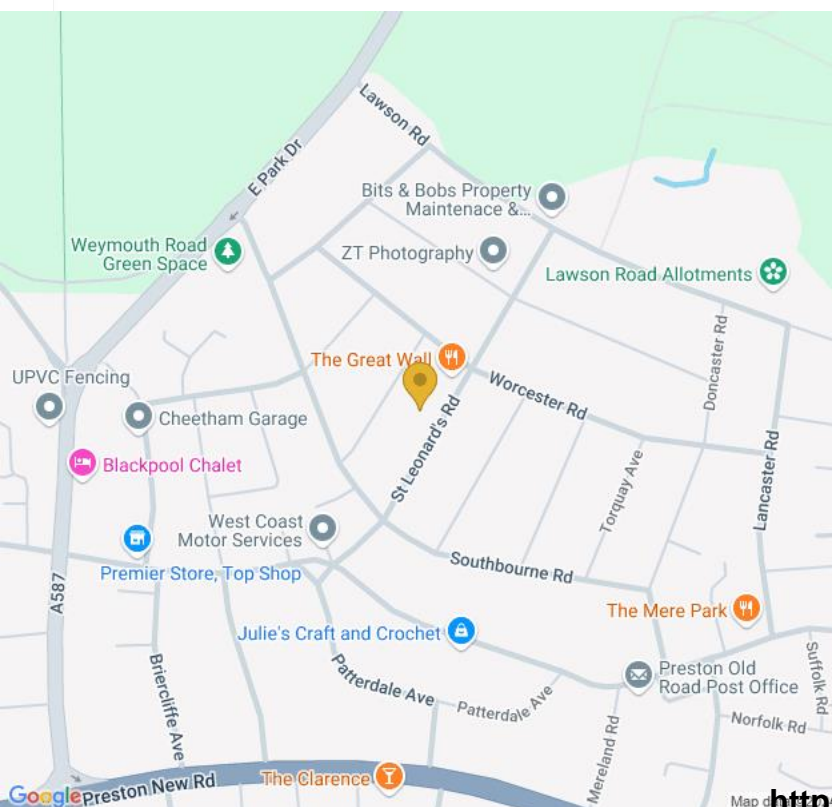 Lawson Rd
E Park Dr
Bits & Bobs Property
Maintenace &...
Weymouth Road
Green Space
ZT Photography
Lawson Road Allotments
The Great Wall
Doncaster Rd
UPVC Fencing
Worcester Rd
Cheetham Garage
St Leonard's Rd
Lancaster Rd
Blackpool Chalet
Torquay Ave
West Coast
Motor Services
Southbourne Rd
Premier Store, Top Shop
A587
The Mere Park
Julie's Craft and Crochet
Suffolk Rd
Briercliffe Ave
Patterdale Ave
Preston Old
Road Post Office
Patterdale Ave
Norfolk Rd
Mereland Rd
The Clarence
Google
Preston New Rd
Map
http